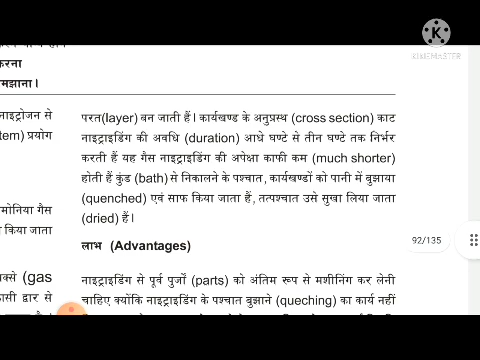 करना
मझाना।
ाइट्रोजन से
tem) प्रयोग
मोनिया गैस
किया जाता
क्से (gas
ासी द्वार से
परत(layer) बन जाती हैं। कार्यखण्ड के अनुप्रस्थ (cross section) काट
नाइट्राइडिंग की अवधि (duration) आधे घण्टे से तीन घण्टे तक निर्भर
करती हैं यह गैस नाइट्राइडिंग की अपेक्षा काफी कम (much shorter)
होती हैं कुंड (bath) से निकालने के पश्चात, कार्यखण्डों को पानी में बुझाया
(quenched) एवं साफ किया जाता हैं, तत्पश्चात उसे सुखा लिया जाता
(dried) हैं।
लाभ (Advantages)
नाइट्राइडिंग से पूर्व पुर्जो (parts) को अंतिम रूप से मशीनिंग कर लेनी
चाहिए क्योंकि नाइट्राइडिंग के पश्चात बुझाने (queching) का कार्य नहीं
92/135
K
KINEMASTER